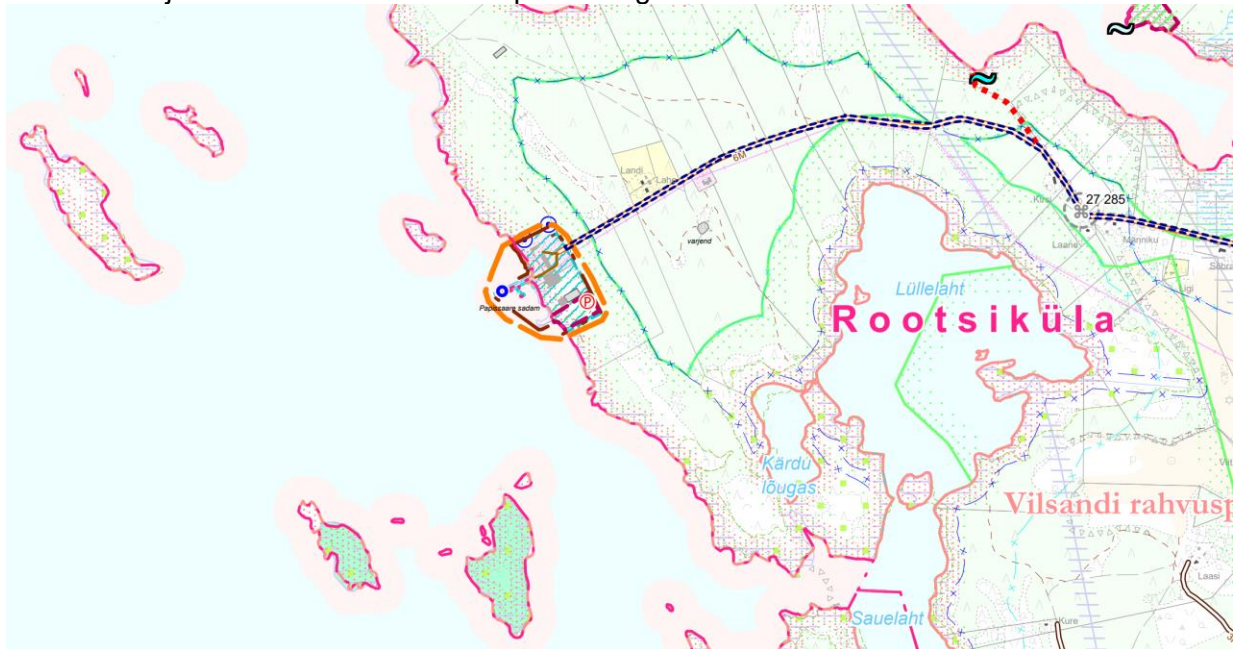 6M
Landi
27 285
Laane
Männiku
varjend
Lüllelaht
Papissaare sadam
P
Rootsiküla
Kärdu
lõugas
Vilsandi rahvusp
Laasi
Sauelaht
Kure